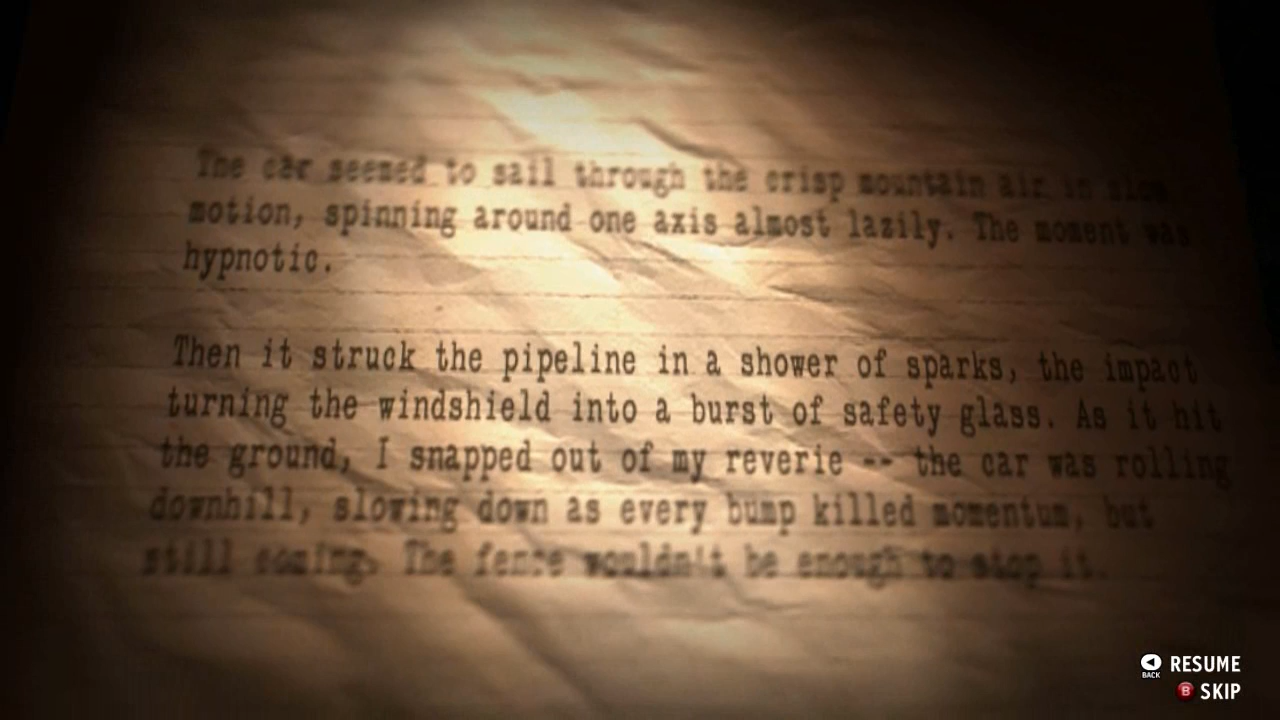 The car seemed to sail through the crisp mountain air in slow
motion, spinning around one axis almost lazily. The moment was
hypnotic.
Then it struck the pipeline in a shower of sparks, the impact
turning the windshield into a burst of safety glass. As it hit
the ground, I snapped out of my reverie -- the car was rolling
downhill, slowing down as every bump killed momentum, but
still coming. The fence wouldn't be enough to stop it.
BACK RESUME
B SKIP